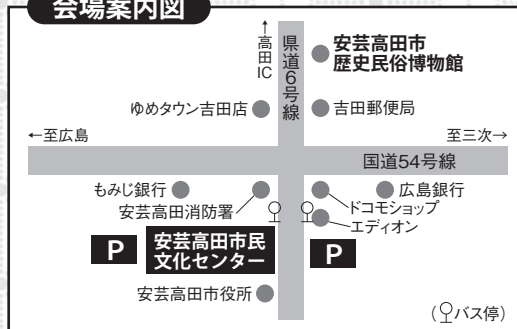 会場案内図
↑高田IC
県道6号線
安芸高田市
歴史民俗博物館
ゆめタウン吉田店
吉田郵便局
←至広島
至三次→
国道54号線
もみじ銀行
広島銀行
安芸高田消防署
ドコモショップ
エディオン
P
安芸高田市民
文化センター
P
安芸高田市役所
(バス停)